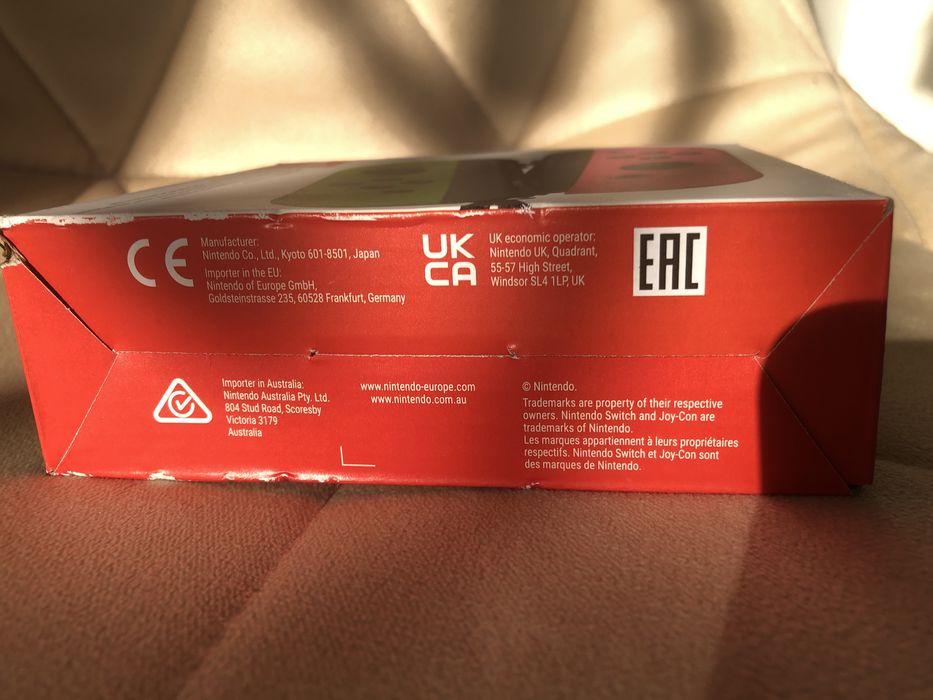 CE
Manufacturer:
Nintendo Co., Ltd., Kyoto 601-8501, Japan
Importer in the EU:
Nintendo of Europe GmbH,
Goldsteinstrasse 235, 60528 Frankfurt, Germany
UK
CA
UK economic operator:
Nintendo UK, Quadrant,
55-57 High Street,
Windsor SL4 1LP, UK
EAC
Importer in Australia:
Nintendo Australia Pty. Ltd.
804 Stud Road, Scoresby
Victoria 3179
Australia
www.nintendo-europe.com
www.nintendo.com.au
© Nintendo.
Trademarks are property of their respective
owners. Nintendo Switch and Joy-Con are
trademarks of Nintendo.
Les marques appartiennent à leurs propriétaires
respectifs. Nintendo Switch et Joy-Con sont
des marques de Nintendo.